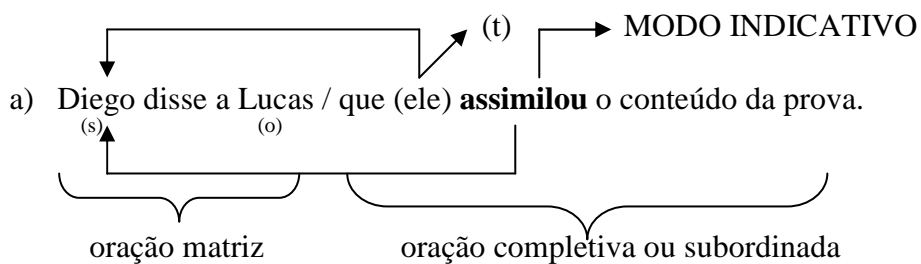 (t) MODO INDICATIVO
a) Diego disse a Lucas / que (ele) assimilou o conteúdo da prova.
(s) (o)
oração matriz oração completiva ou subordinada